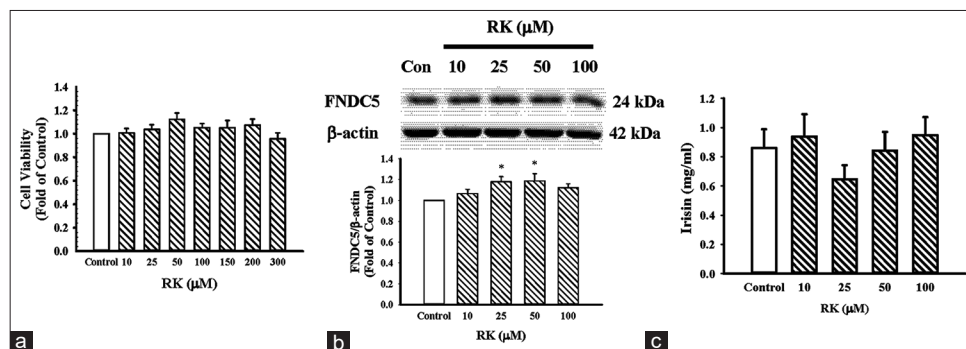 a
Cell Viability
(Fold of Control)
1.4
1.2
1.0
0.8
0.6
0.4
0.2
0.0
Control 10 25 50 100 150 200 300
RK (μM)
b
RK (μM)
Con 10 25 50 100
FNDC5 24 kDa
β-actin 42 kDa
FNDC5/β-actin
(Fold of Control)
1.4
1.2
1.0
0.8
0.6
0.4
0.2
0.0
* *
Control 10 25 50 100
RK (μM)
c
Irisin (mg/ml)
1.2
1.0
0.8
0.6
0.4
0.2
0.0
Control 10 25 50 100
RK (μM)